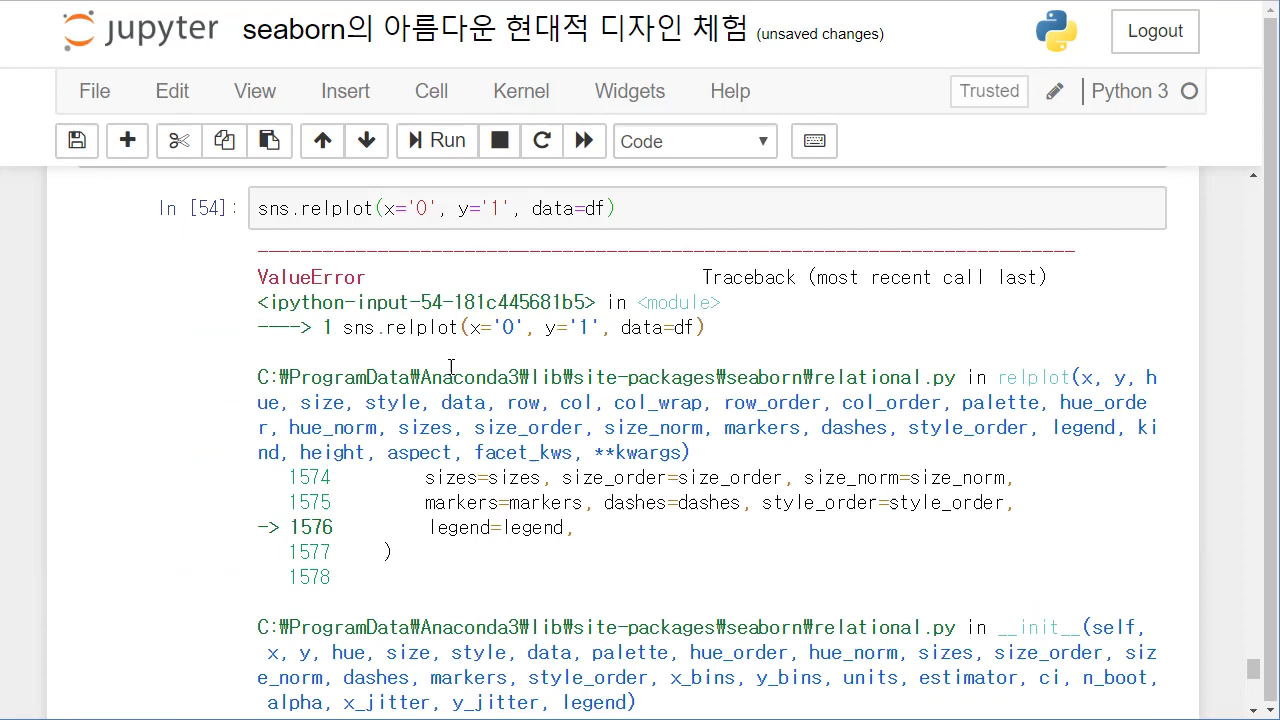 jupyter seaborn의 아름다운 현대적 디자인 체험 (unsaved changes) Logout
File Edit View Insert Cell Kernel Widgets Help Trusted Python 3
Run Code
In [54]: sns.relplot(x='0', y='1', data=df)
---------------------------------------------------------------------------
ValueError Traceback (most recent call last)
<ipython-input-54-181c445681b5> in <module>
----> 1 sns.relplot(x='0', y='1', data=df)
C:\ProgramData\Anaconda3\lib\site-packages\seaborn\relational.py in relplot(x, y, h
ue, size, style, data, row, col, col_wrap, row_order, col_order, palette, hue_orde
r, hue_norm, sizes, size_order, size_norm, markers, dashes, style_order, legend, ki
nd, height, aspect, facet_kws, **kwargs)
1574 sizes=sizes, size_order=size_order, size_norm=size_norm,
1575 markers=markers, dashes=dashes, style_order=style_order,
-> 1576 legend=legend,
1577 )
1578
C:\ProgramData\Anaconda3\lib\site-packages\seaborn\relational.py in __init__(self,
x, y, hue, size, style, data, palette, hue_order, hue_norm, sizes, size_order, siz
e_norm, dashes, markers, style_order, x_bins, y_bins, units, estimator, ci, n_boot,
alpha, x_jitter, y_jitter, legend)